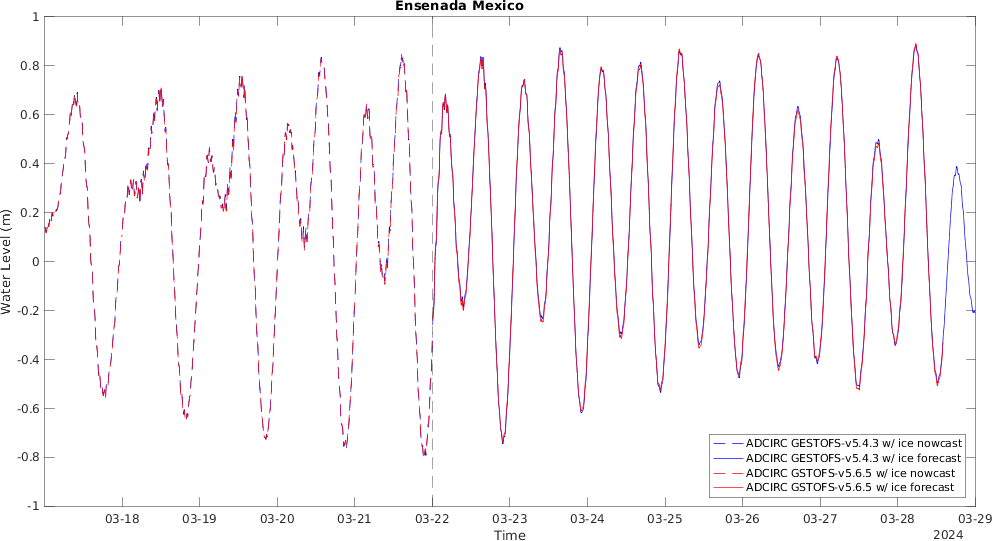 Ensenada Mexico
1
0.8
0.6
0.4
0.2
0
-0.2
-0.4
-0.6
-0.8
-1
Water Level (m)
ADCIRC GESTOFS-v5.4.3 w/ ice nowcast
ADCIRC GESTOFS-v5.4.3 w/ ice forecast
ADCIRC GSTOFS-v5.6.5 w/ ice nowcast
ADCIRC GSTOFS-v5.6.5 w/ ice forecast
03-18 03-19 03-20 03-21 03-22 03-23 03-24 03-25 03-26 03-27 03-28 03-29
Time 2024